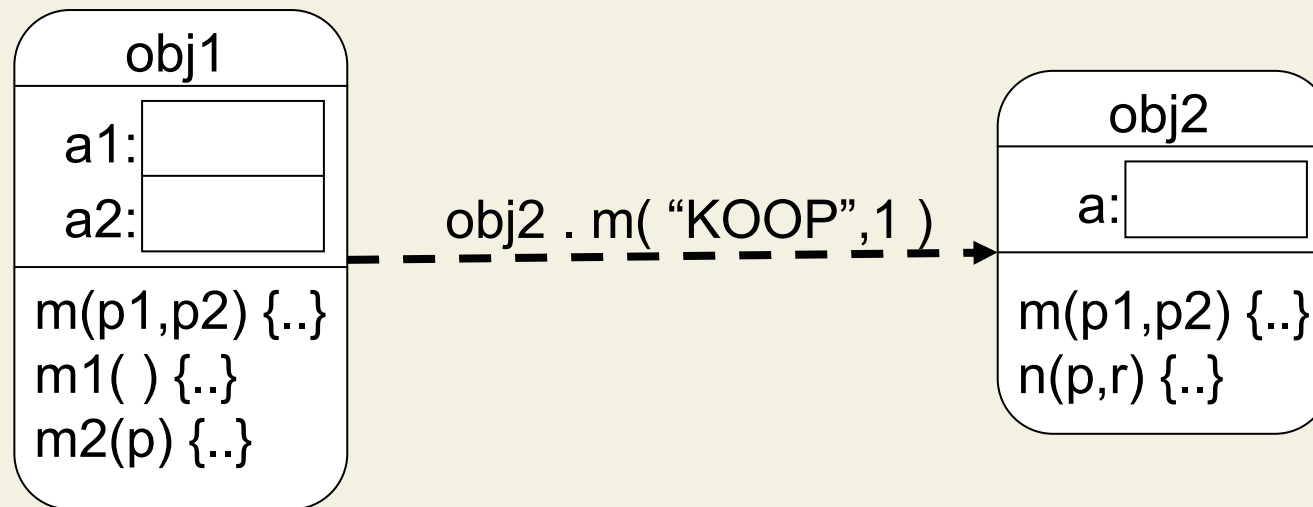 obj1
a1:
a2:
m(p1,p2) {..}
m1( ) {..}
m2(p) {..}
obj2 . m( “KOOP”,1 )
obj2
a:
m(p1,p2) {..}
n(p,r) {..}